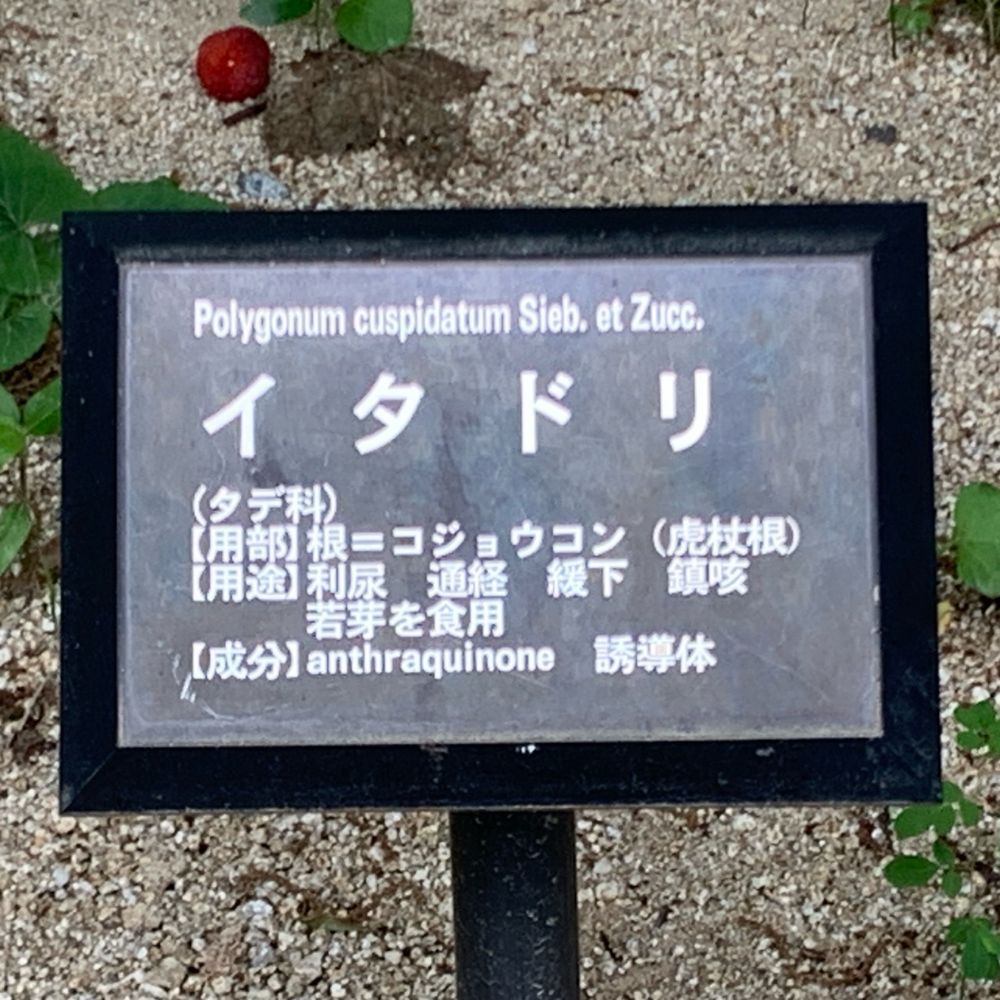 Polygonum cuspidatum Sieb. et Zucc.
イタドリ
(タデ科)
【用部】根=コジョウコン (虎杖根)
【用途】利尿 通経 緩下 鎮咳
若芽を食用
【成分】anthraquinone 誘導体